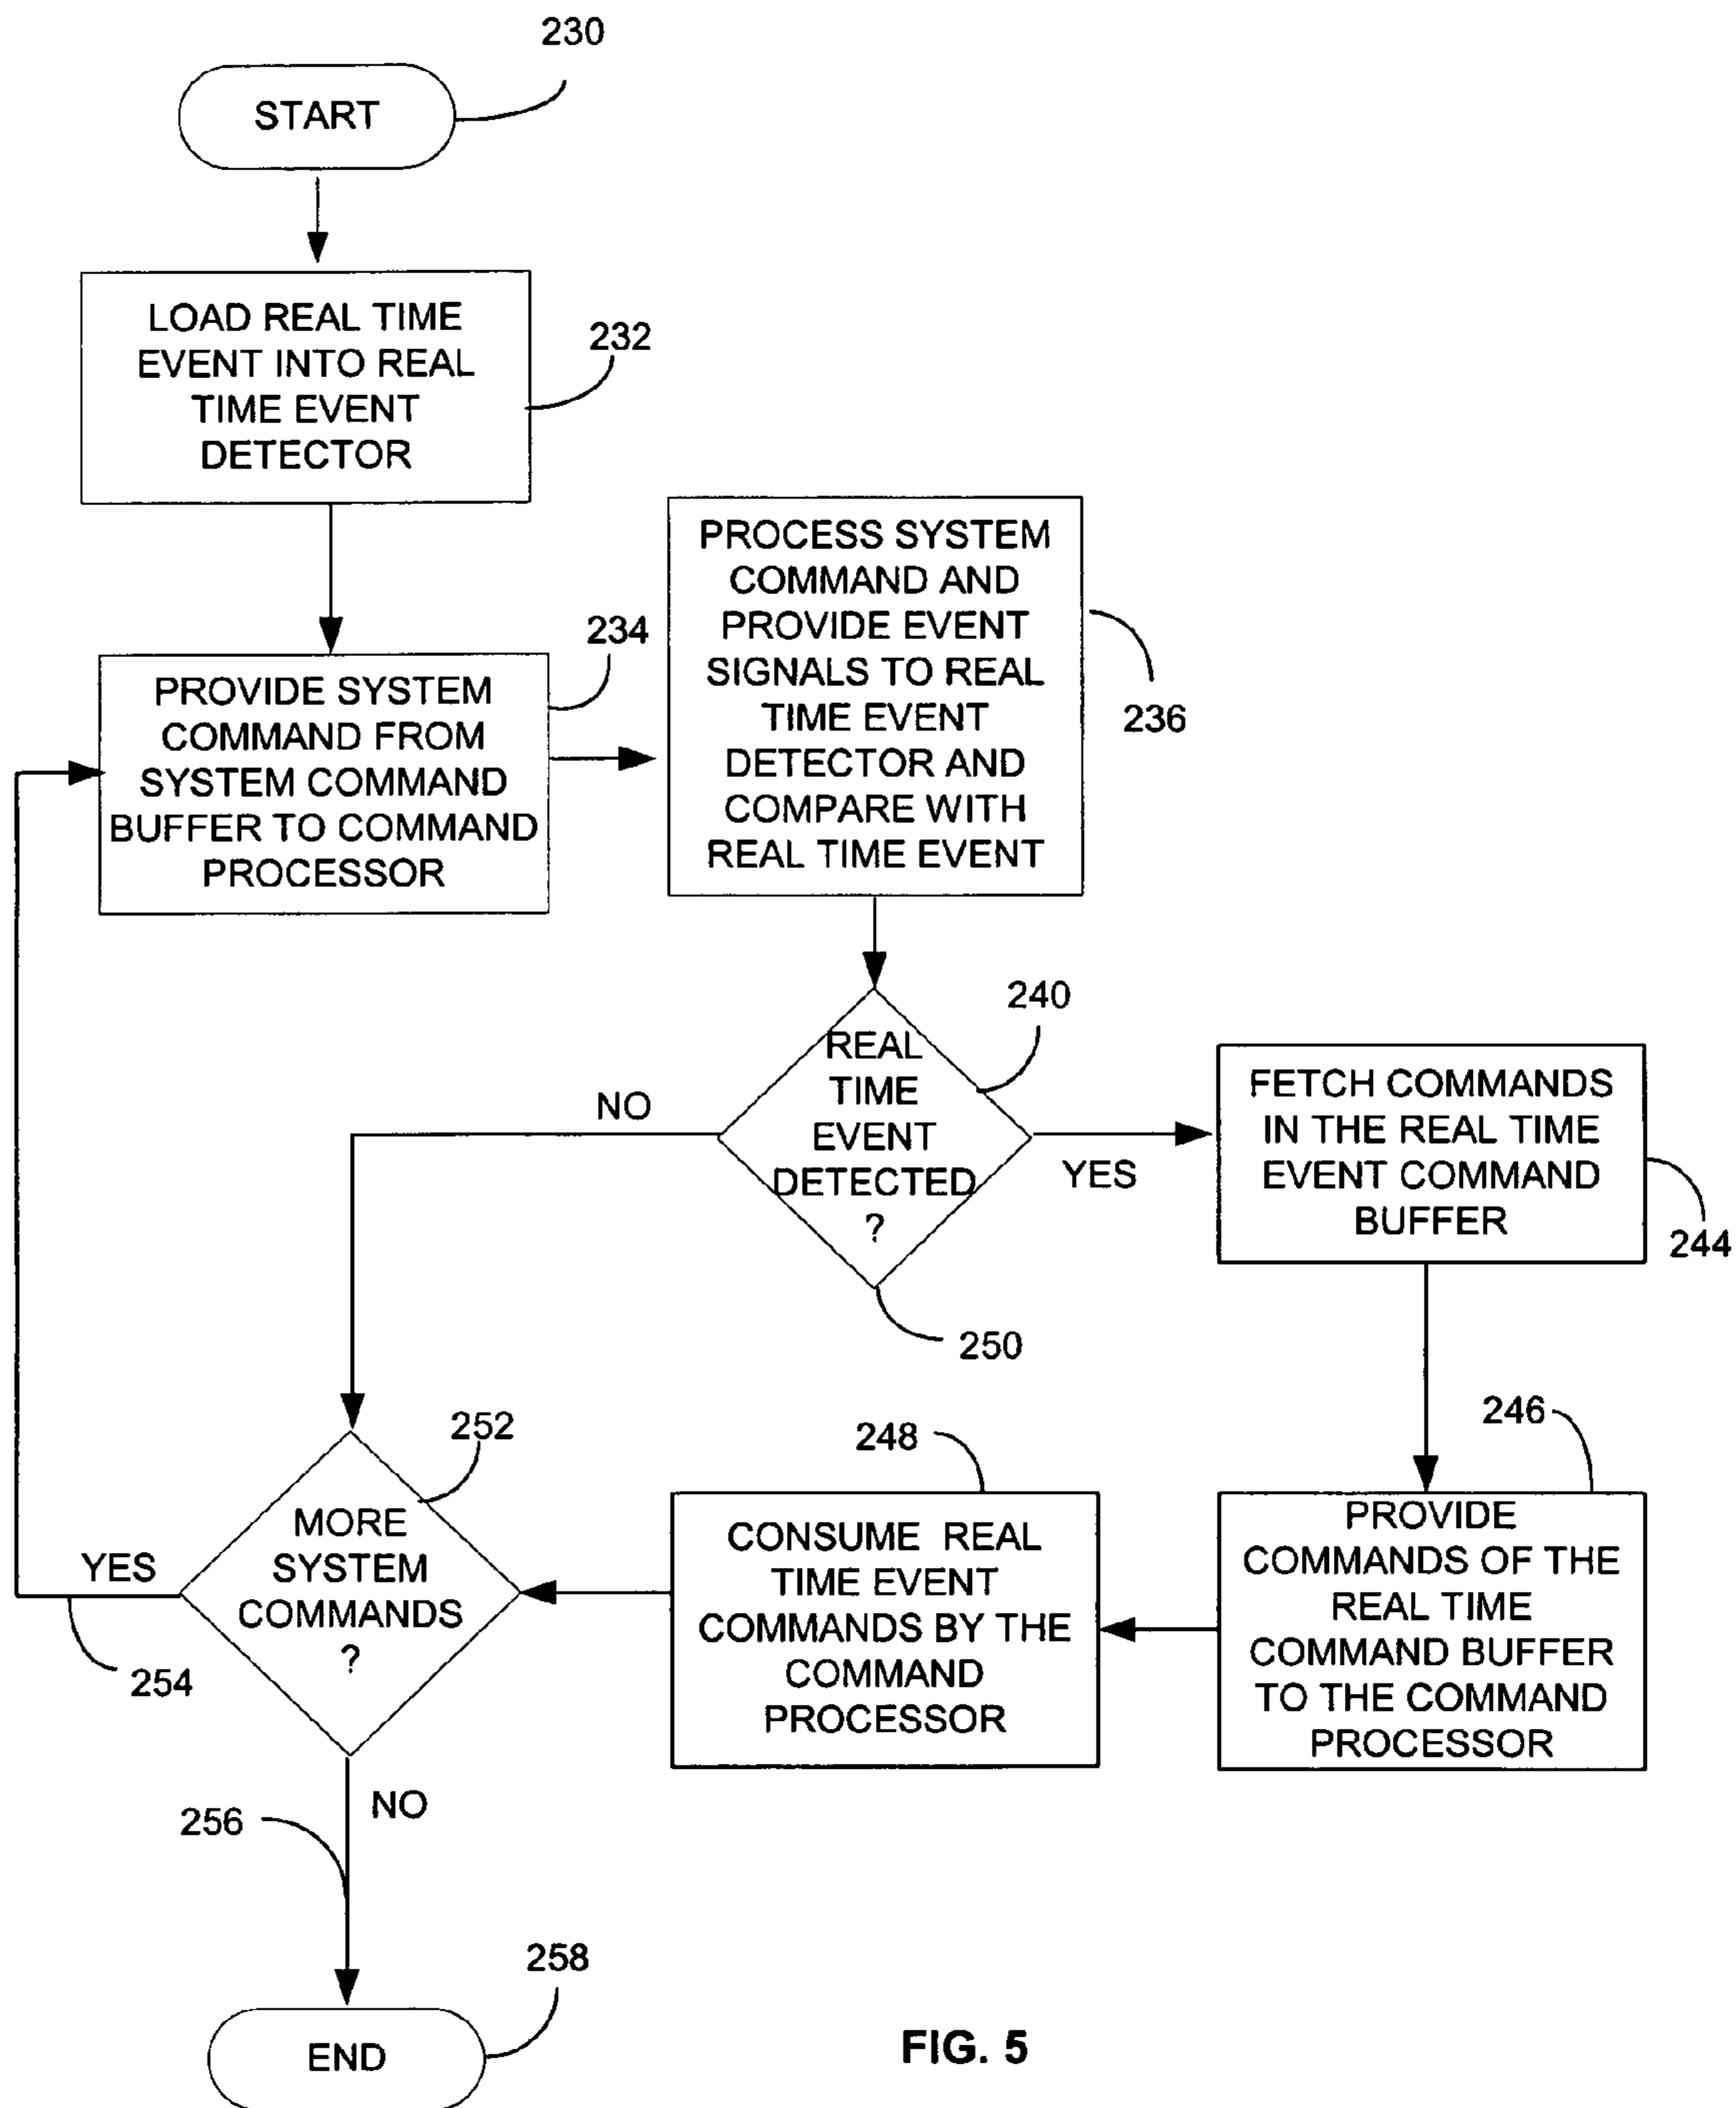 230
START
LOAD REAL TIME
EVENT INTO REAL
TIME EVENT
DETECTOR
232
PROVIDE SYSTEM
COMMAND FROM
SYSTEM COMMAND
BUFFER TO COMMAND
PROCESSOR
234
PROCESS SYSTEM
COMMAND AND
PROVIDE EVENT
SIGNALS TO REAL
TIME EVENT
DETECTOR AND
COMPARE WITH
REAL TIME EVENT
236
REAL
TIME
EVENT
DETECTED
?
240
NO
YES
250
FETCH COMMANDS
IN THE REAL TIME
EVENT COMMAND
BUFFER
244
246
PROVIDE
COMMANDS OF THE
REAL TIME
COMMAND BUFFER
TO THE COMMAND
PROCESSOR
248
CONSUME REAL
TIME EVENT
COMMANDS BY THE
COMMAND
PROCESSOR
252
MORE
SYSTEM
COMMANDS
?
YES
254
NO
256
258
END
FIG. 5